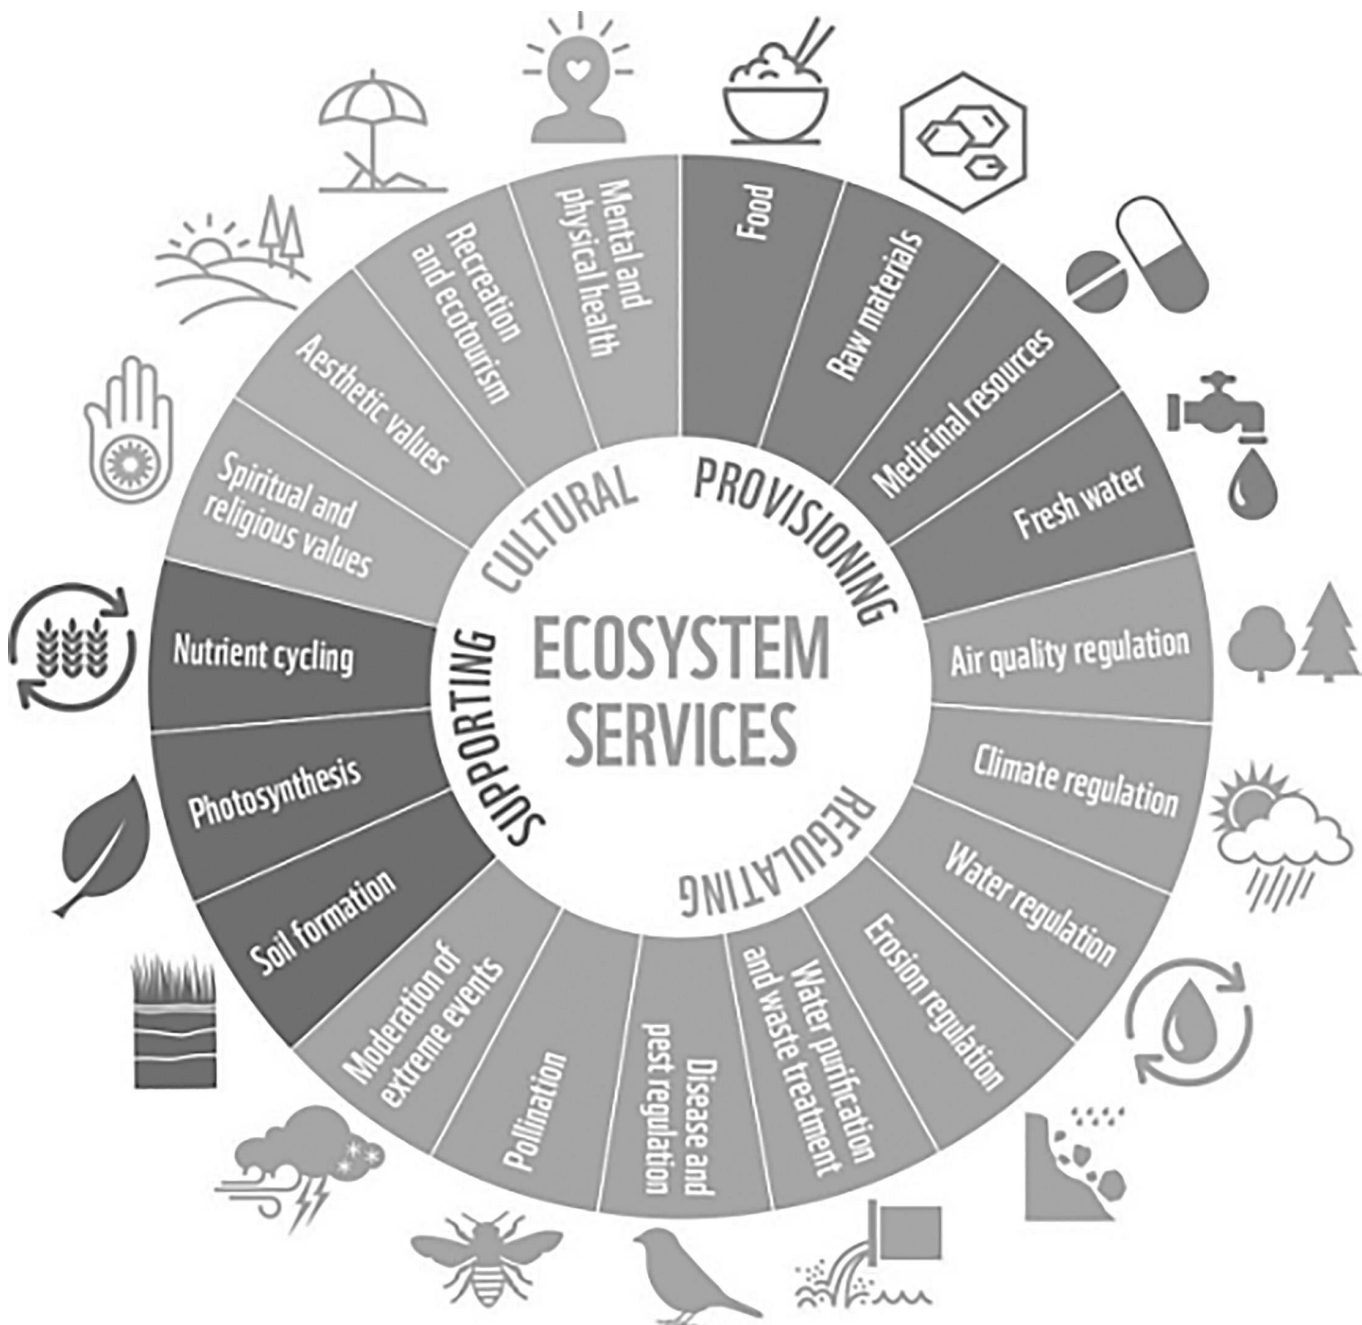 ECOSYSTEM
SERVICES
PROVISIONING
Food
Raw materials
Medicinal resources
Fresh water
REGULATING
Air quality regulation
Climate regulation
Water regulation
Erosion regulation
Water purification
and waste treatment
Disease and
pest regulation
Pollination
Moderation of
extreme events
SUPPORTING
Soil formation
Photosynthesis
Nutrient cycling
CULTURAL
Spiritual and
religious values
Aesthetic values
Recreation
and ecotourism
Mental and
physical health